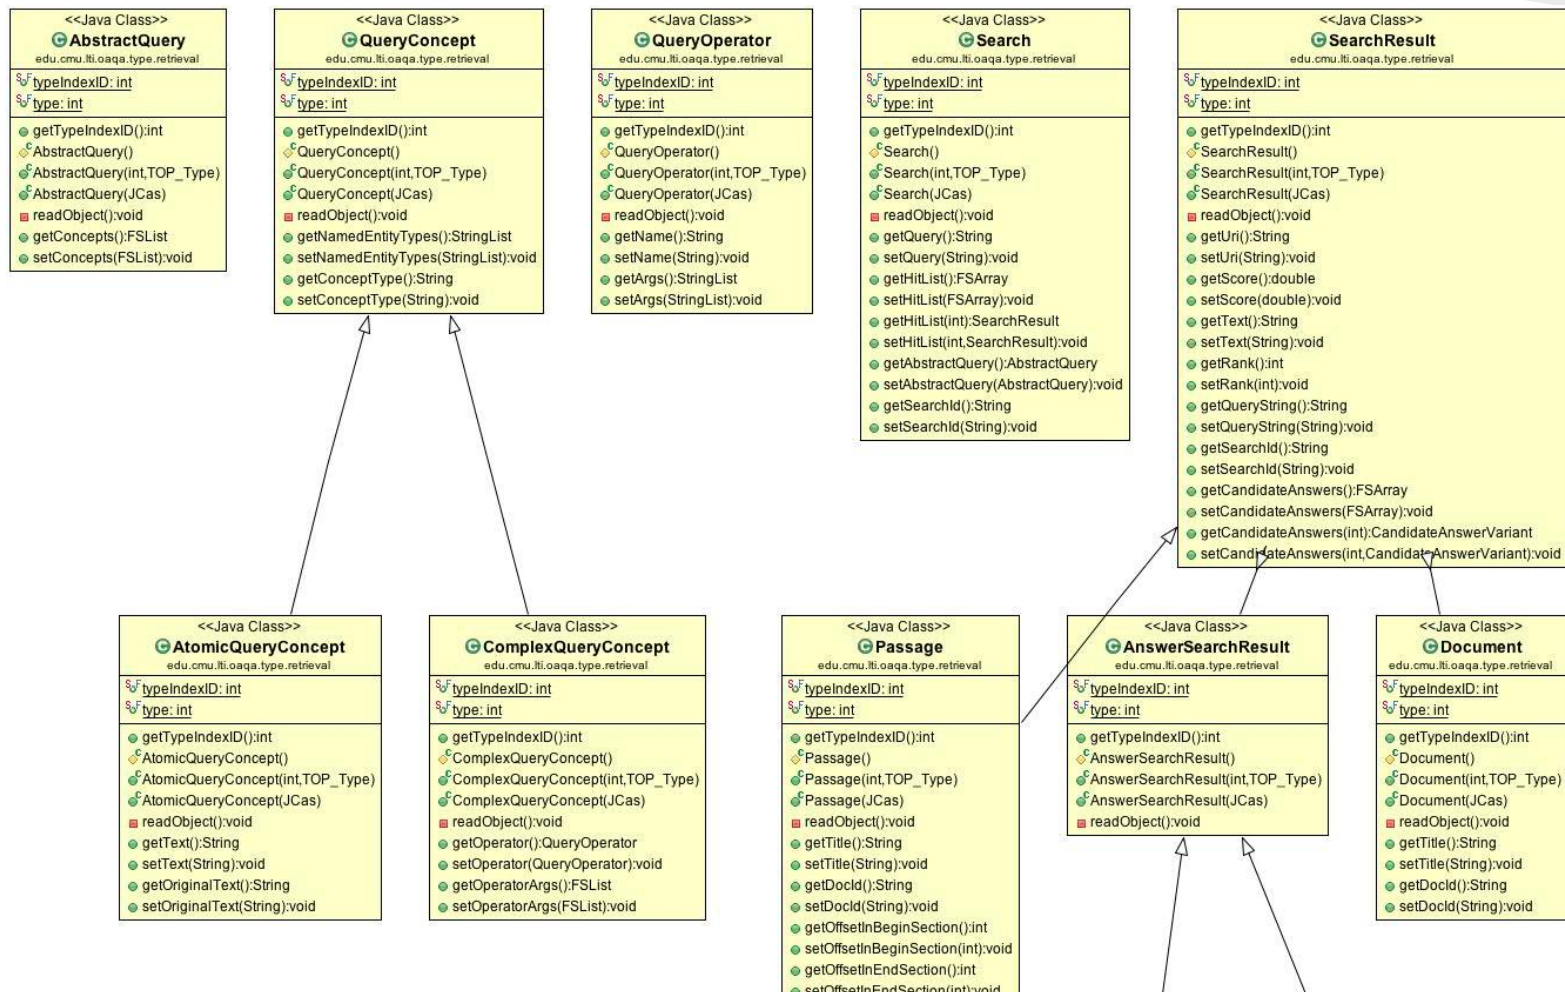 <<Java Class>>
AbstractQuery
edu.cmu.lti.oaqa.type.retrieval
typeIndexID: int
type: int
getTypeIndexID():int
AbstractQuery()
AbstractQuery(int,TOP_Type)
AbstractQuery(JCas)
readObject():void
getConcepts():FSList
setConcepts(FSList):void
<<Java Class>>
QueryConcept
edu.cmu.lti.oaqa.type.retrieval
typeIndexID: int
type: int
getTypeIndexID():int
QueryConcept()
QueryConcept(int,TOP_Type)
QueryConcept(JCas)
readObject():void
getNamedEntityTypes():StringList
setNamedEntityTypes(StringList):void
getConceptType():String
setConceptType(String):void
<<Java Class>>
QueryOperator
edu.cmu.lti.oaqa.type.retrieval
typeIndexID: int
type: int
getTypeIndexID():int
QueryOperator()
QueryOperator(int,TOP_Type)
QueryOperator(JCas)
readObject():void
getName():String
setName(String):void
getArgs():StringList
setArgs(StringList):void
<<Java Class>>
Search
edu.cmu.lti.oaqa.type.retrieval
typeIndexID: int
type: int
getTypeIndexID():int
Search()
Search(int,TOP_Type)
Search(JCas)
readObject():void
getQuery():String
setQuery(String):void
getHitList():FSArray
setHitList(FSArray):void
getHitList(int):SearchResult
setHitList(int,SearchResult):void
getAbstractQuery():AbstractQuery
setAbstractQuery(AbstractQuery):void
getSearchId():String
setSearchId(String):void
<<Java Class>>
SearchResult
edu.cmu.lti.oaqa.type.retrieval
typeIndexID: int
type: int
getTypeIndexID():int
SearchResult()
SearchResult(int,TOP_Type)
SearchResult(JCas)
readObject():void
getUri():String
setUri(String):void
getScore():double
setScore(double):void
getText():String
setText(String):void
getRank():int
setRank(int):void
getQueryString():String
setQueryString(String):void
getSearchId():String
setSearchId(String):void
getCandidateAnswers():FSArray
setCandidateAnswers(FSArray):void
getCandidateAnswers(int):CandidateAnswerVariant
setCandidateAnswers(int,CandidateAnswerVariant):void
<<Java Class>>
AtomicQueryConcept
edu.cmu.lti.oaqa.type.retrieval
typeIndexID: int
type: int
getTypeIndexID():int
AtomicQueryConcept()
AtomicQueryConcept(int,TOP_Type)
AtomicQueryConcept(JCas)
readObject():void
getText():String
setText(String):void
getOriginalText():String
setOriginalText(String):void
<<Java Class>>
ComplexQueryConcept
edu.cmu.lti.oaqa.type.retrieval
typeIndexID: int
type: int
getTypeIndexID():int
ComplexQueryConcept()
ComplexQueryConcept(int,TOP_Type)
ComplexQueryConcept(JCas)
readObject():void
getOperator():QueryOperator
setOperator(QueryOperator):void
getOperatorArgs():FSList
setOperatorArgs(FSList):void
<<Java Class>>
Passage
edu.cmu.lti.oaqa.type.retrieval
typeIndexID: int
type: int
getTypeIndexID():int
Passage()
Passage(int,TOP_Type)
Passage(JCas)
readObject():void
getTitle():String
setTitle(String):void
getDocId():String
setDocId(String):void
getOffsetInBeginSection():int
setOffsetInBeginSection(int):void
getOffsetInEndSection():int
setOffsetInEndSection(int):void
<<Java Class>>
AnswerSearchResult
edu.cmu.lti.oaqa.type.retrieval
typeIndexID: int
type: int
getTypeIndexID():int
AnswerSearchResult()
AnswerSearchResult(int,TOP_Type)
AnswerSearchResult(JCas)
readObject():void
<<Java Class>>
Document
edu.cmu.lti.oaqa.type.retrieval
typeIndexID: int
type: int
getTypeIndexID():int
Document()
Document(int,TOP_Type)
Document(JCas)
readObject():void
getTitle():String
setTitle(String):void
getDocId():String
setDocId(String):void